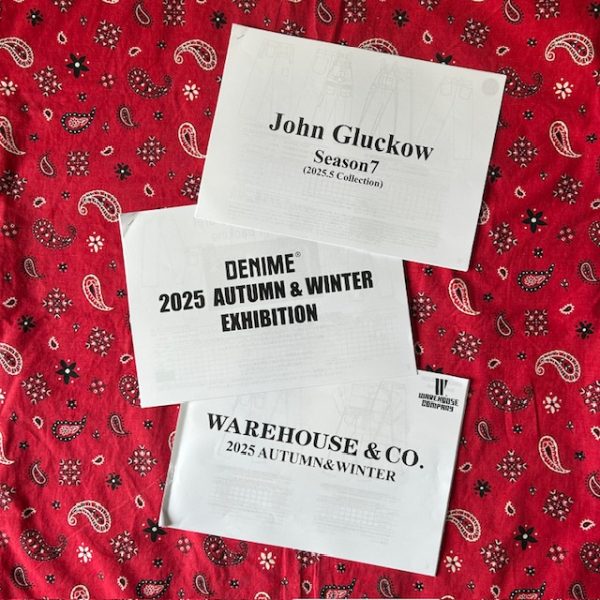 John Gluckow
Season7
(2025.5 Collection)
DENIME®
2025 AUTUMN & WINTER
EXHIBITION
W
WAREHOUSE
COMPANY
WAREHOUSE & CO.
2025 AUTUMN&WINTER